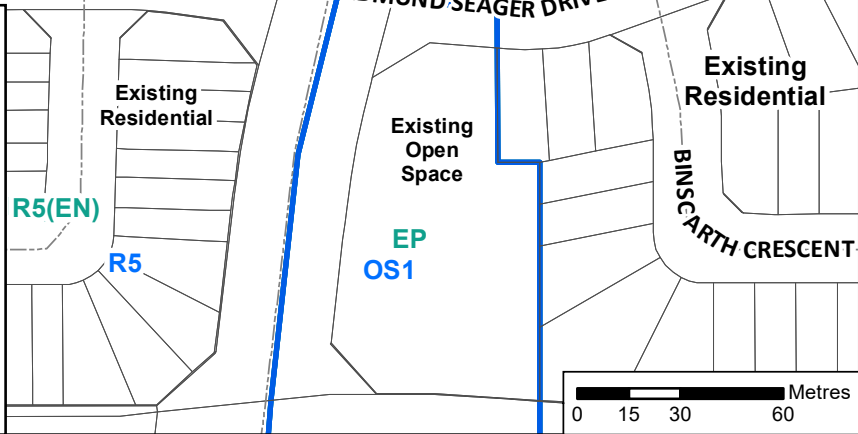 SEAGER DRIVE
Existing
Residential
Existing
Residential
Existing
Open
Space
R5(EN)
R5
EP
OS1
BINSCARTH CRESCENT
Metres
0 15 30 60